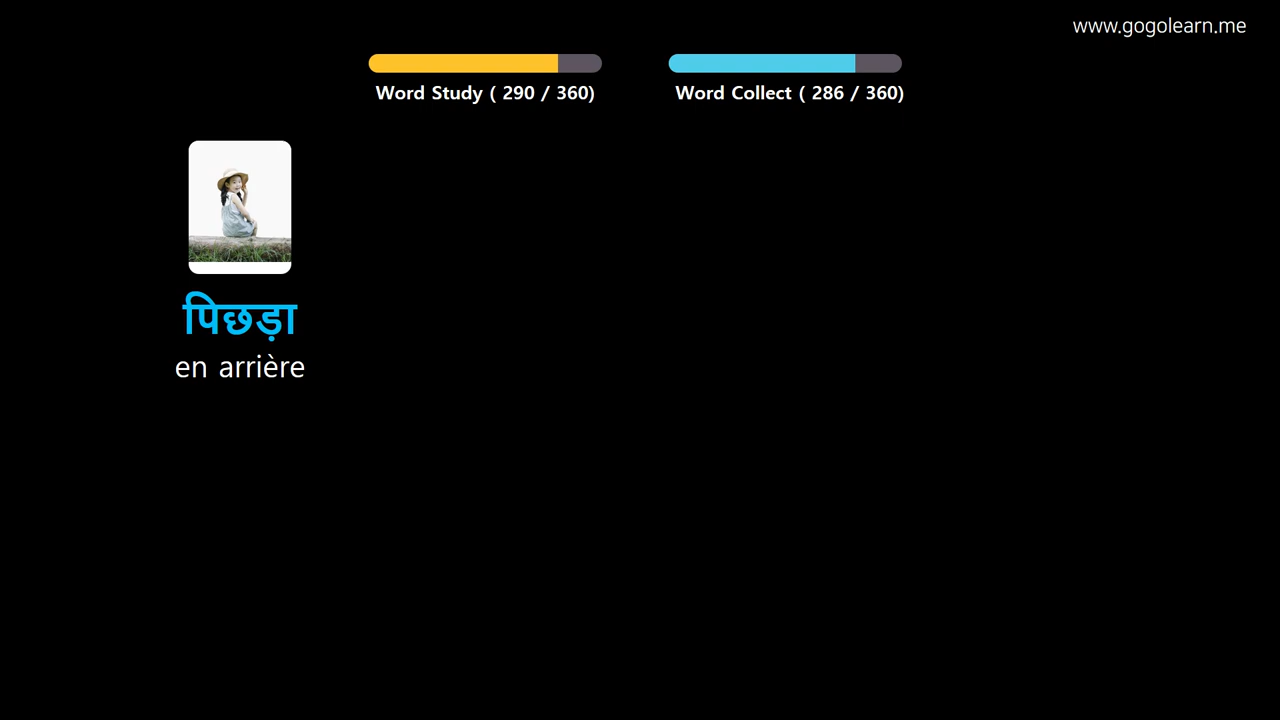 www.gogolearn.me
Word Study ( 290 / 360)
Word Collect ( 286 / 360)
पिछड़ा
en arrière